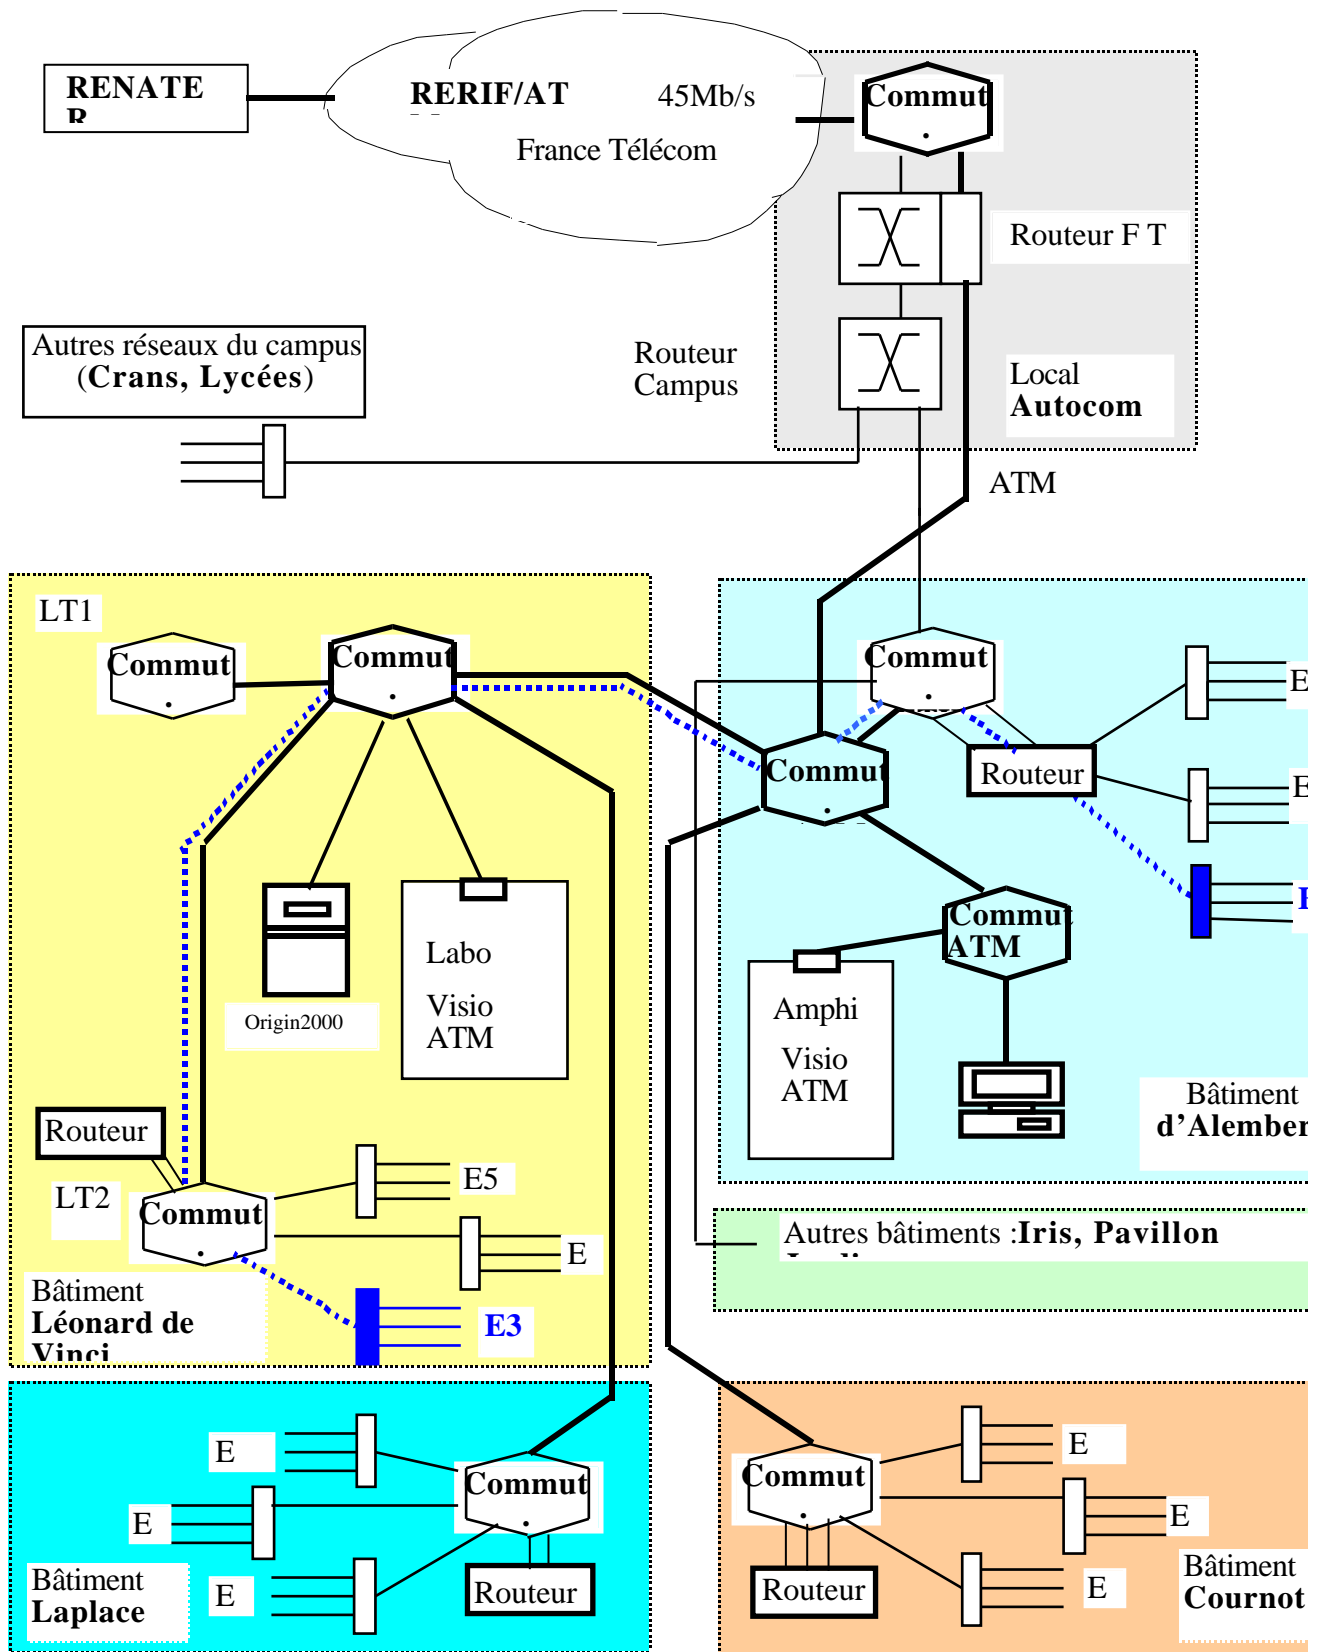 RENATE
R
RERIF/AT
45Mb/s
France Télécom
Commut
.
Routeur F T
Autres réseaux du campus
(Crans, Lycées)
Routeur
Campus
Local
Autocom
ATM
LT1
Commut
.
Commut
.
Commut
.
E
Commut
.
Routeur
E
E
Commut
ATM
Labo
Visio
ATM
Origin2000
Amphi
Visio
ATM
Bâtiment
d’Alember
Routeur
LT2
Commut
.
E5
E
E3
Bâtiment
Léonard de
Vinci
Autres bâtiments :Iris, Pavillon
E
E
E
Commut
.
Routeur
Bâtiment
Laplace
Commut
.
Routeur
E
E
E
Bâtiment
Cournot